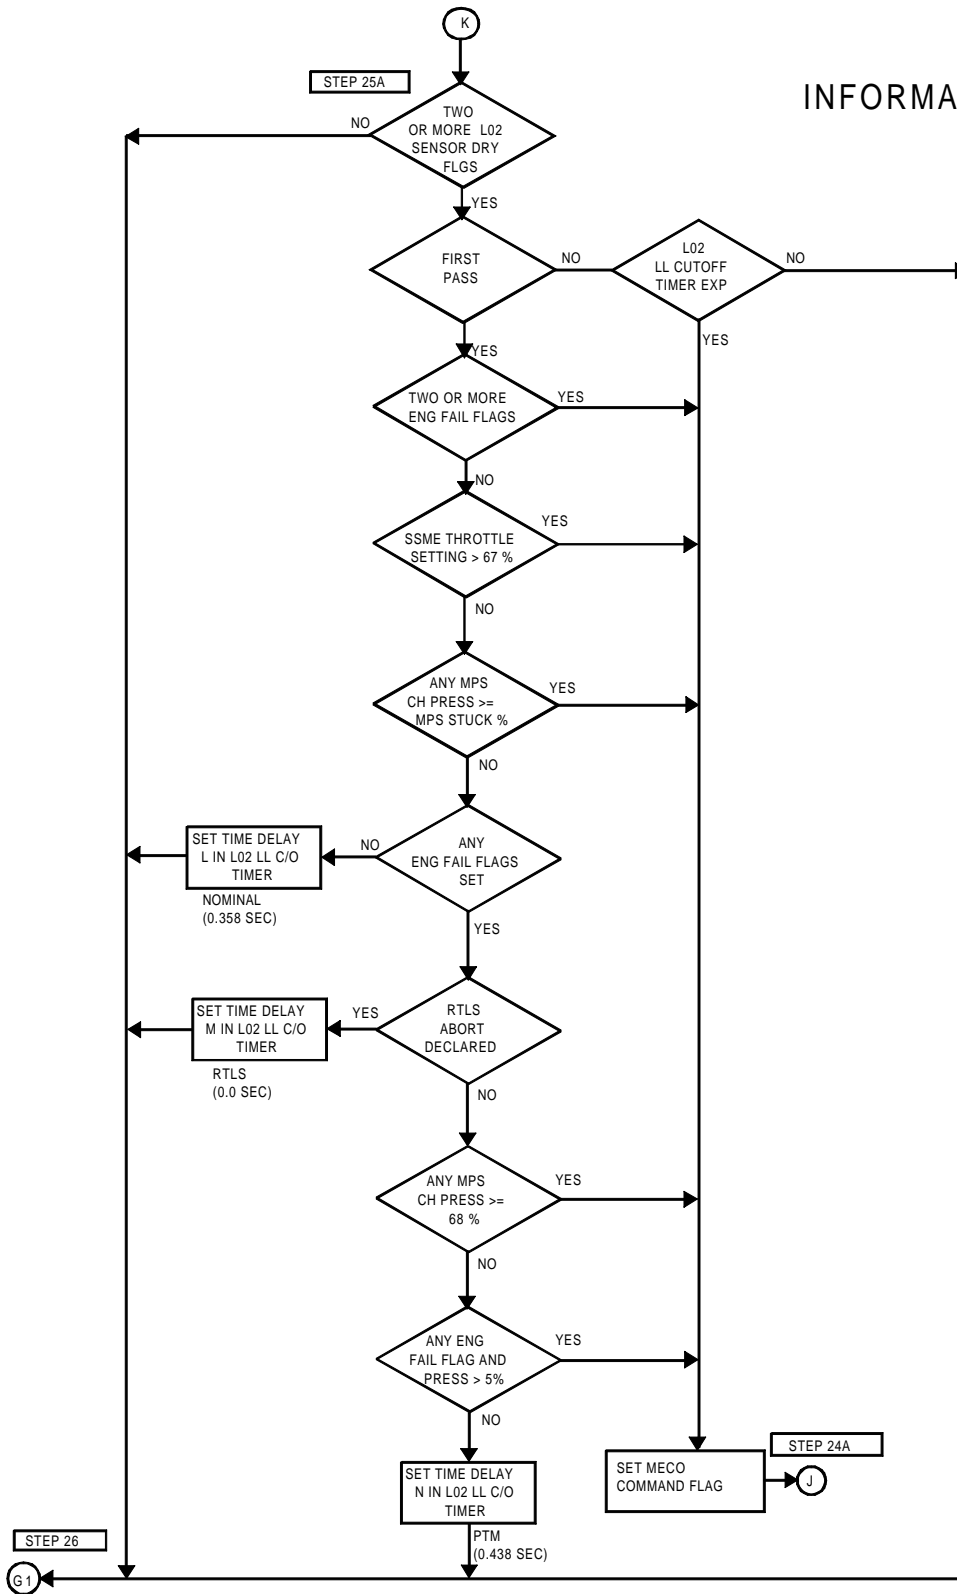 K
STEP 25A
INFORMA
TWO
OR MORE L02
SENSOR DRY
FLGS
NO
YES
FIRST
PASS
NO
L02
LL CUTOFF
TIMER EXP
NO
YES
YES
TWO OR MORE
ENG FAIL FLAGS
YES
NO
SSME THROTTLE
SETTING > 67 %
YES
NO
ANY MPS
CH PRESS >=
MPS STUCK %
YES
NO
ANY
ENG FAIL FLAGS
SET
NO
SET TIME DELAY
L IN L02 LL C/O
TIMER
NOMINAL
(0.358 SEC)
YES
RTLS
ABORT
DECLARED
YES
SET TIME DELAY
M IN L02 LL C/O
TIMER
RTLS
(0.0 SEC)
NO
ANY MPS
CH PRESS >=
68 %
YES
NO
ANY ENG
FAIL FLAG AND
PRESS > 5%
YES
NO
SET TIME DELAY
N IN L02 LL C/O
TIMER
PTM
(0.438 SEC)
SET MECO
COMMAND FLAG
STEP 24A
J
STEP 26
G1